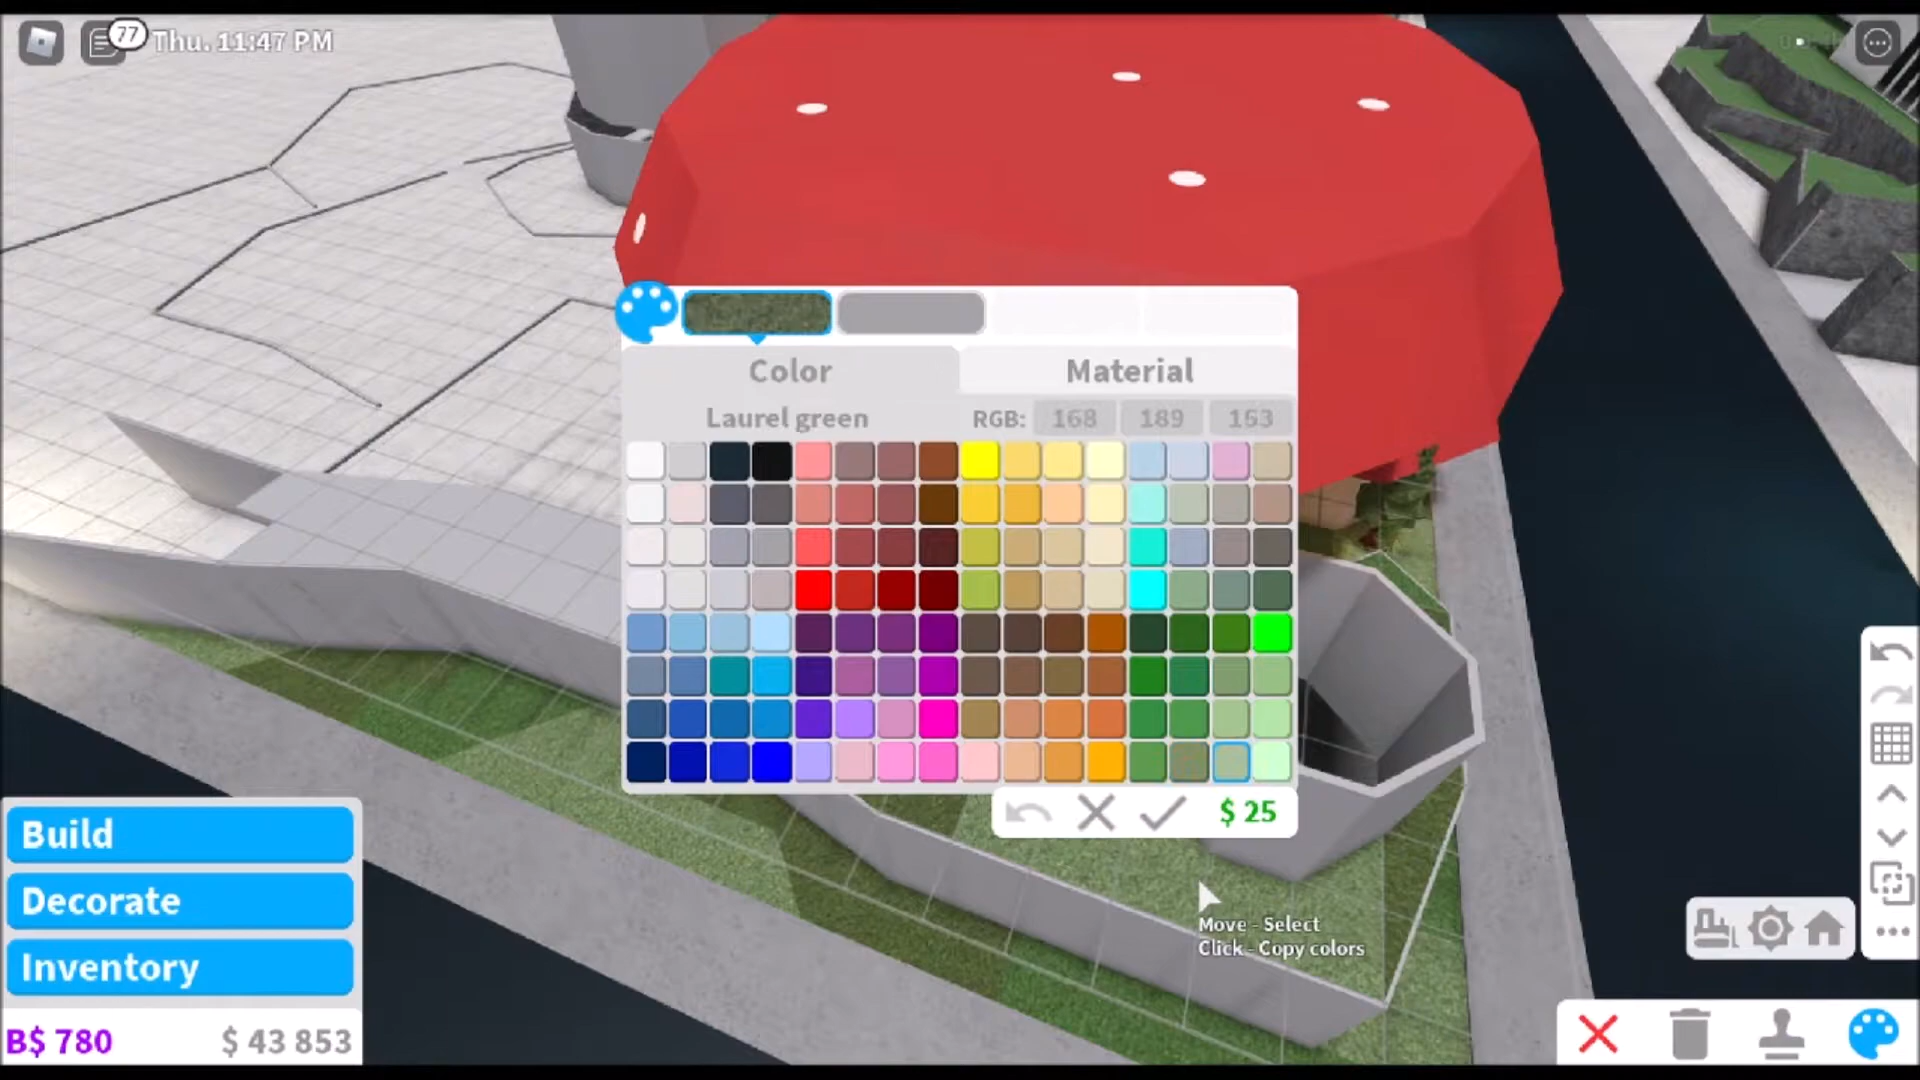 77
Thu. 11:47 PM
Color
Material
Laurel green
RGB: 168 189 153
$ 25
Build
Decorate
Inventory
Move - Select
Click - Copy colors
B$ 780
$ 43 853